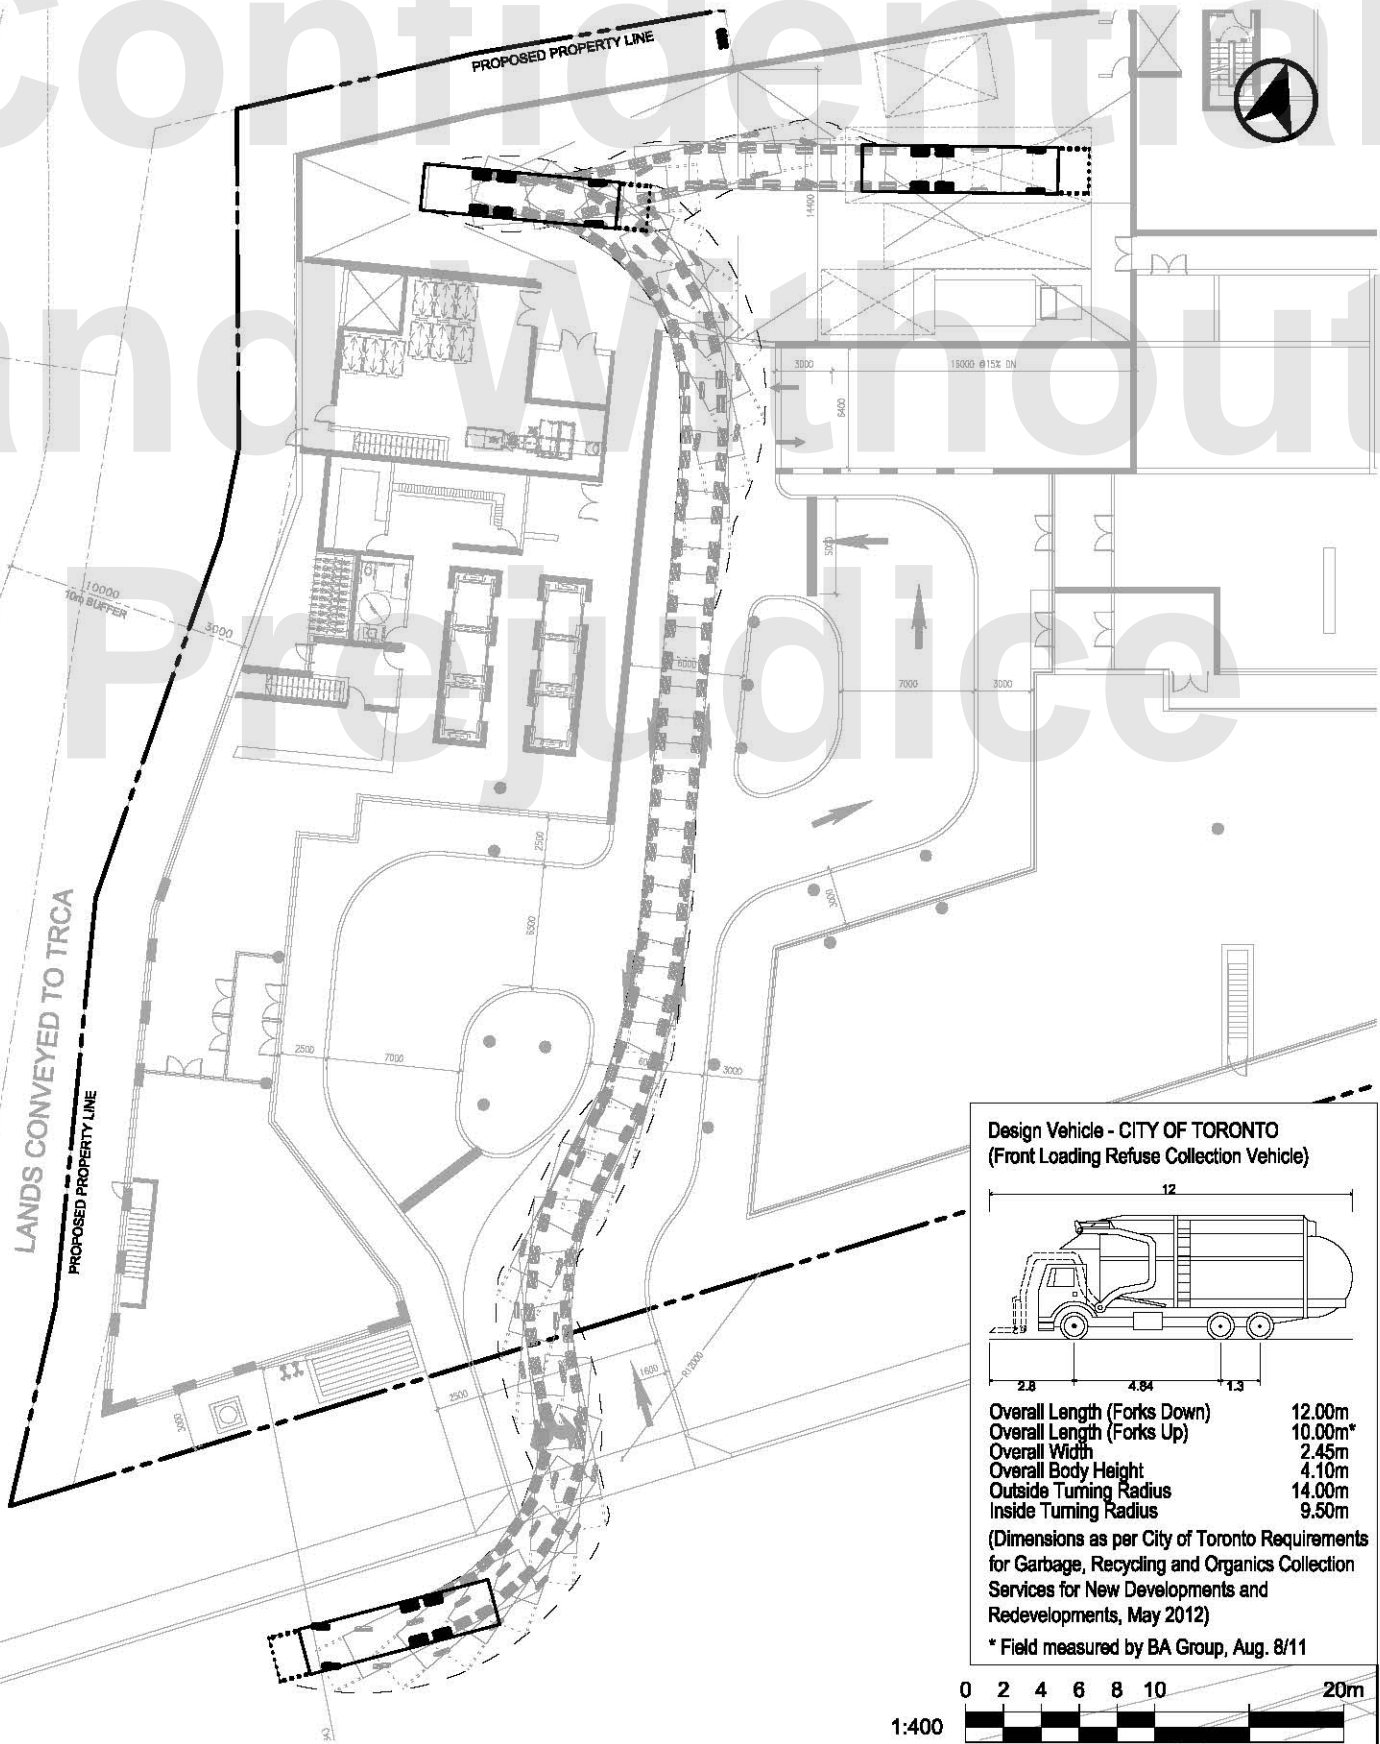 Confidential
and Without
Prejudice
PROPOSED PROPERTY LINE
14400
3000
16000 @15% DN
6400
5000
10000
10m BUFFER
3000
6000
7000
3000
2500
6300
3000
LANDS CONVEYED TO TRCA
PROPOSED PROPERTY LINE
2500
7000
3000
3000
2500
1600
R12000
Design Vehicle - CITY OF TORONTO
(Front Loading Refuse Collection Vehicle)
12
2.8 4.84 1.3
Overall Length (Forks Down) 12.00m
Overall Length (Forks Up) 10.00m*
Overall Width 2.45m
Overall Body Height 4.10m
Outside Turning Radius 14.00m
Inside Turning Radius 9.50m
(Dimensions as per City of Toronto Requirements
for Garbage, Recycling and Organics Collection
Services for New Developments and
Redevelopments, May 2012)
* Field measured by BA Group, Aug. 8/11
0 2 4 6 8 10 20m
1:400